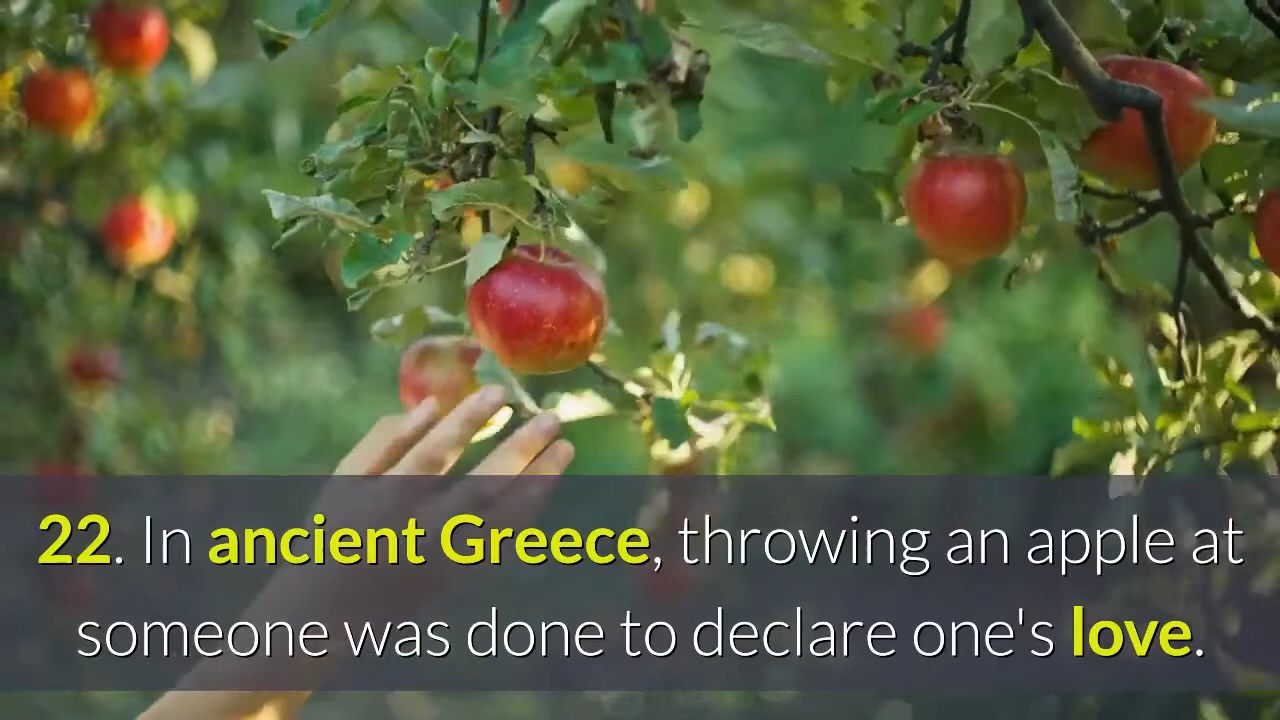 22. In ancient Greece, throwing an apple at
someone was done to declare one's love.